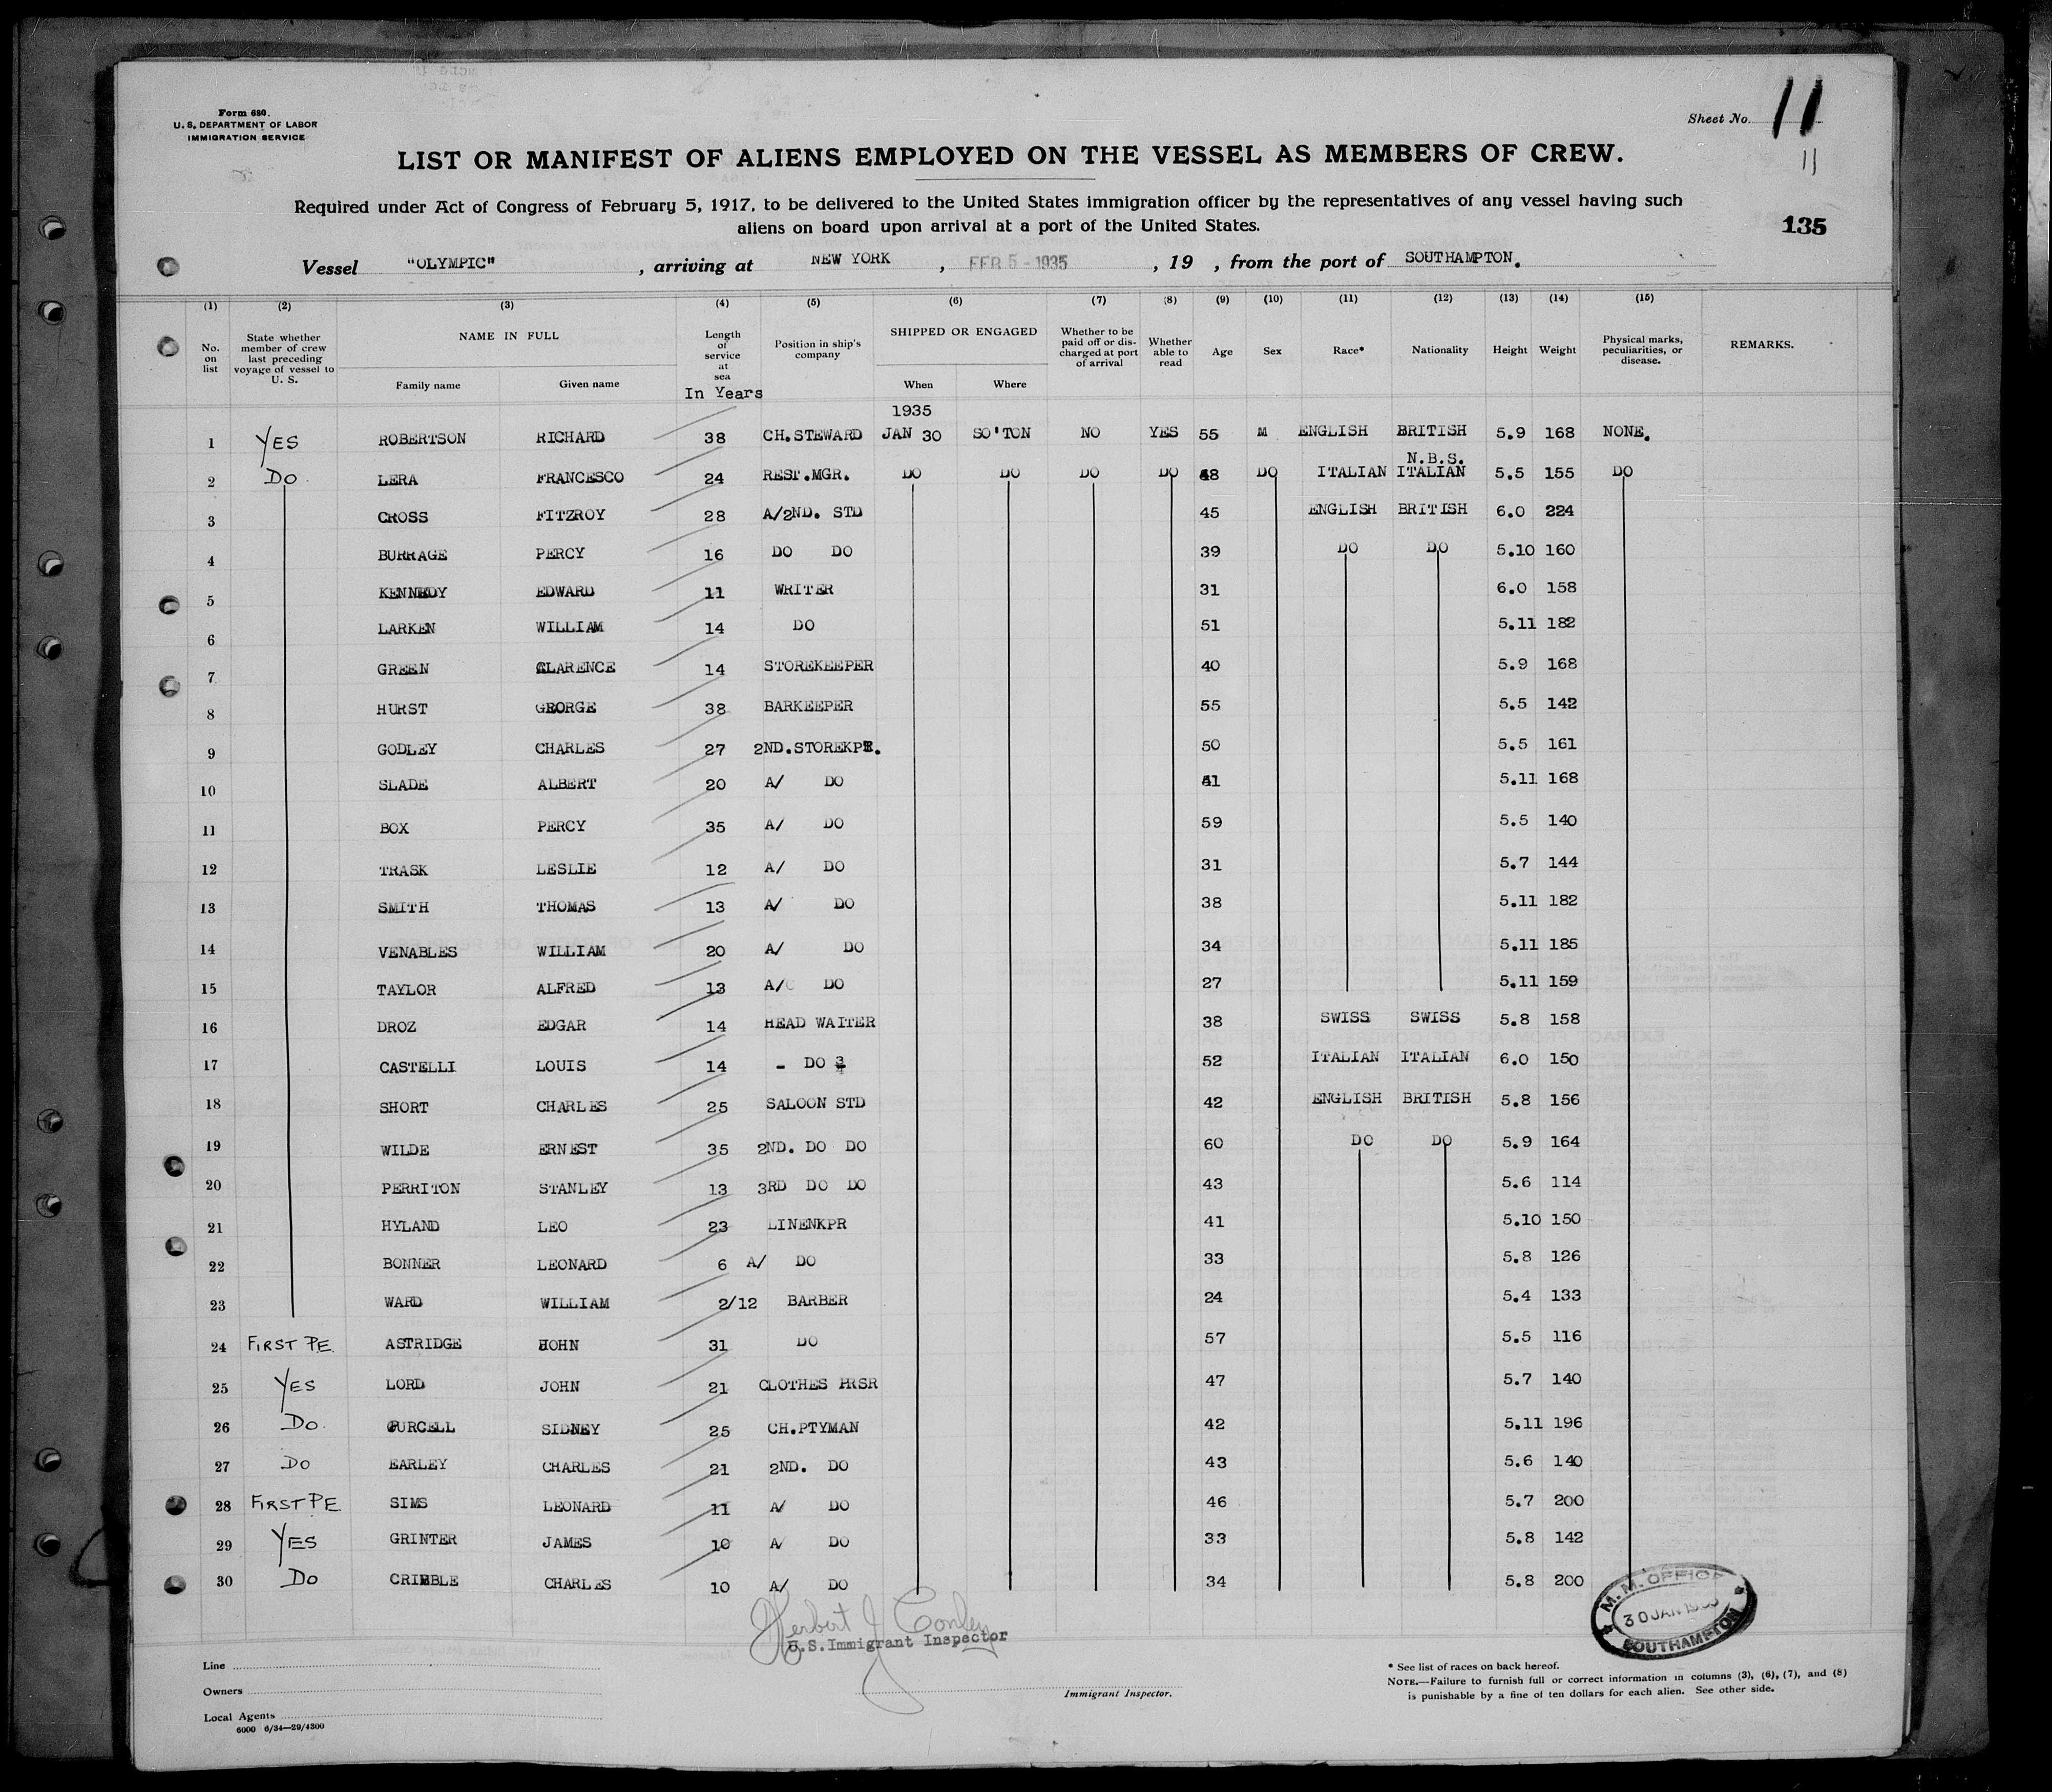 Form 680.
U. S. DEPARTMENT OF LABOR
IMMIGRATION SERVICE
Sheet No. 11
11
LIST OR MANIFEST OF ALIENS EMPLOYED ON THE VESSEL AS MEMBERS OF CREW.
Required under Act of Congress of February 5, 1917, to be delivered to the United States immigration officer by the representatives of any vessel having such
aliens on board upon arrival at a port of the United States.
135
Vessel "OLYMPIC", arriving at NEW YORK, FEB 5 - 1935, 19 , from the port of SOUTHAMPTON.
(1) (2) (3) (4) (5) (6) (7) (8) (9) (10) (11) (12) (13) (14) (15)
No. on list State whether member of crew last preceding voyage of vessel to U. S. NAME IN FULL Length of service at sea Position in ship's company SHIPPED OR ENGAGED Whether to be paid off or discharged at port of arrival Whether able to read Age Sex Race* Nationality Height Weight Physical marks, peculiarities, or disease. REMARKS.
Family name Given name In Years When Where
1935
1 YES ROBERTSON RICHARD 38 CH.STEWARD JAN 30 SO'TON NO YES 55 M ENGLISH BRITISH 5.9 168 NONE.
N.B.S.
2 DO LERA FRANCESCO 24 REST.MGR. DO DO DO DO 48 DO ITALIAN ITALIAN 5.5 155 DO
3 CROSS FITZROY 28 A/2ND. STD 45 ENGLISH BRITISH 6.0 224
4 BURRAGE PERCY 16 DO DO 39 DO DO 5.10 160
5 KENNEDY EDWARD 11 WRITER 31 6.0 158
6 LARKEN WILLIAM 14 DO 51 5.11 182
7 GREEN CLARENCE 14 STOREKEEPER 40 5.9 168
8 HURST GEORGE 38 BARKEEPER 55 5.5 142
9 GODLEY CHARLES 27 2ND.STOREKPR. 50 5.5 161
10 SLADE ALBERT 20 A/ DO 41 5.11 168
11 BOX PERCY 35 A/ DO 59 5.5 140
12 TRASK LESLIE 12 A/ DO 31 5.7 144
13 SMITH THOMAS 13 A/ DO 38 5.11 182
14 VENABLES WILLIAM 20 A/ DO 34 5.11 185
15 TAYLOR ALFRED 13 A/ DO 27 5.11 159
16 DROZ EDGAR 14 HEAD WAITER 38 SWISS SWISS 5.8 158
17 CASTELLI LOUIS 14 - DO 52 ITALIAN ITALIAN 6.0 150
18 SHORT CHARLES 25 SALOON STD 42 ENGLISH BRITISH 5.8 156
19 WILDE ERNEST 35 2ND. DO DO 60 DO DO 5.9 164
20 PERRITON STANLEY 13 3RD DO DO 43 5.6 114
21 HYLAND LEO 23 LINENKPR 41 5.10 150
22 BONNER LEONARD 6 A/ DO 33 5.8 126
23 WARD WILLIAM 2/12 BARBER 24 5.4 133
24 FIRST PE ASTRIDGE JOHN 31 DO 57 5.5 116
25 YES LORD JOHN 21 CLOTHES HRSR 47 5.7 140
26 DO. PURCELL SIDNEY 25 CH.PTYMAN 42 5.11 196
27 DO EARLEY CHARLES 21 2ND. DO 43 5.6 140
28 FIRST PE SIMS LEONARD 11 A/ DO 46 5.7 200
29 YES GRINTER JAMES 10 A/ DO 33 5.8 142
30 DO CRIBBLE CHARLES 10 A/ DO 34 5.8 200
M.M. OFFICE
30 JAN 1935
SOUTHAMPTON
Herbert J Conley
U.S.Immigrant Inspector
Line
Owners
Local Agents
6000 6/34—29/4300
Immigrant Inspector.
* See list of races on back hereof.
NOTE.—Failure to furnish full or correct information in columns (3), (6), (7), and (8)
is punishable by a fine of ten dollars for each alien. See other side.